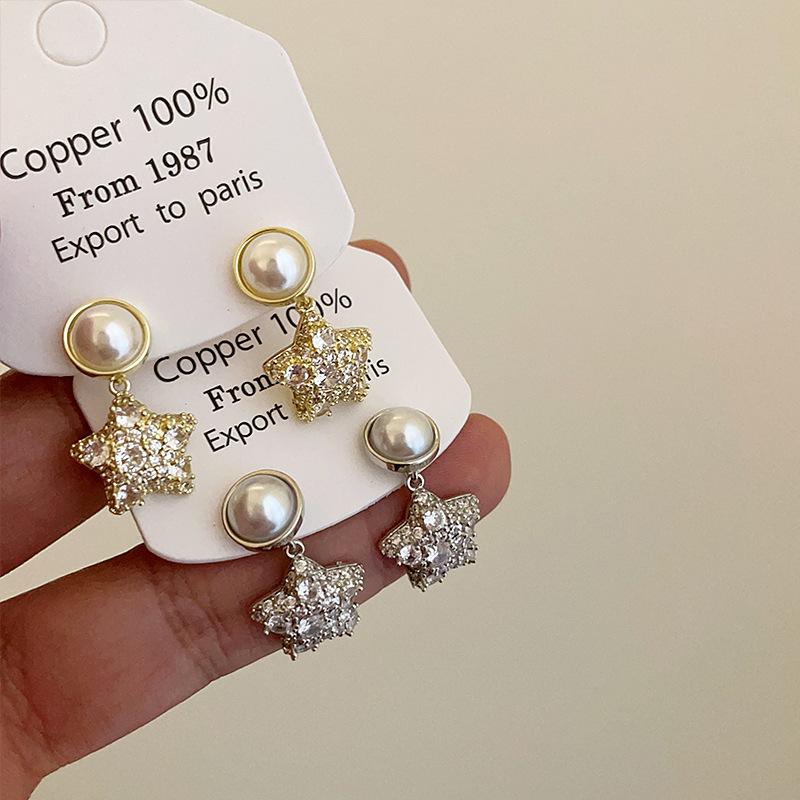 Copper 100%
From 1987
Export to paris
Copper 100%
From
Export